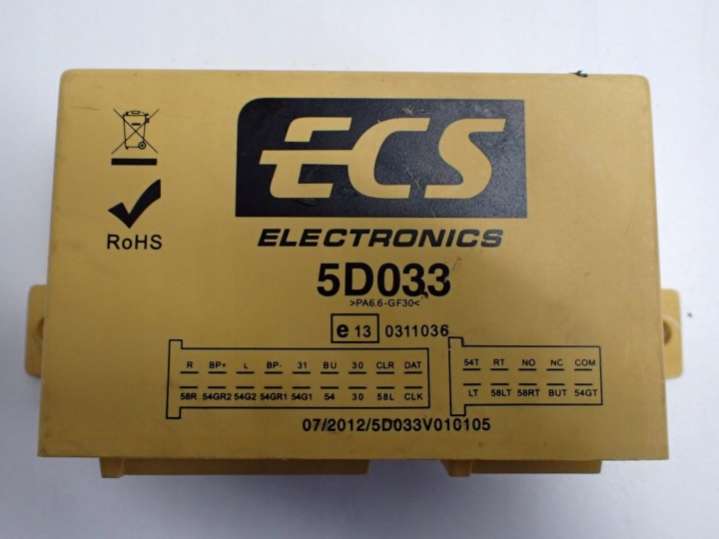 ECS
RoHS
ELECTRONICS
5D033
>PA6.6-GF30<
e 13 0311036
R BP+ L BP- 31 BU 30 CLR DAT
58R 54GR2 54G2 54GR1 54G1 54 30 58L CLK
54T RT NO NC COM
LT 58LT 58RT BUT 54GT
07/2012/5D033V010105